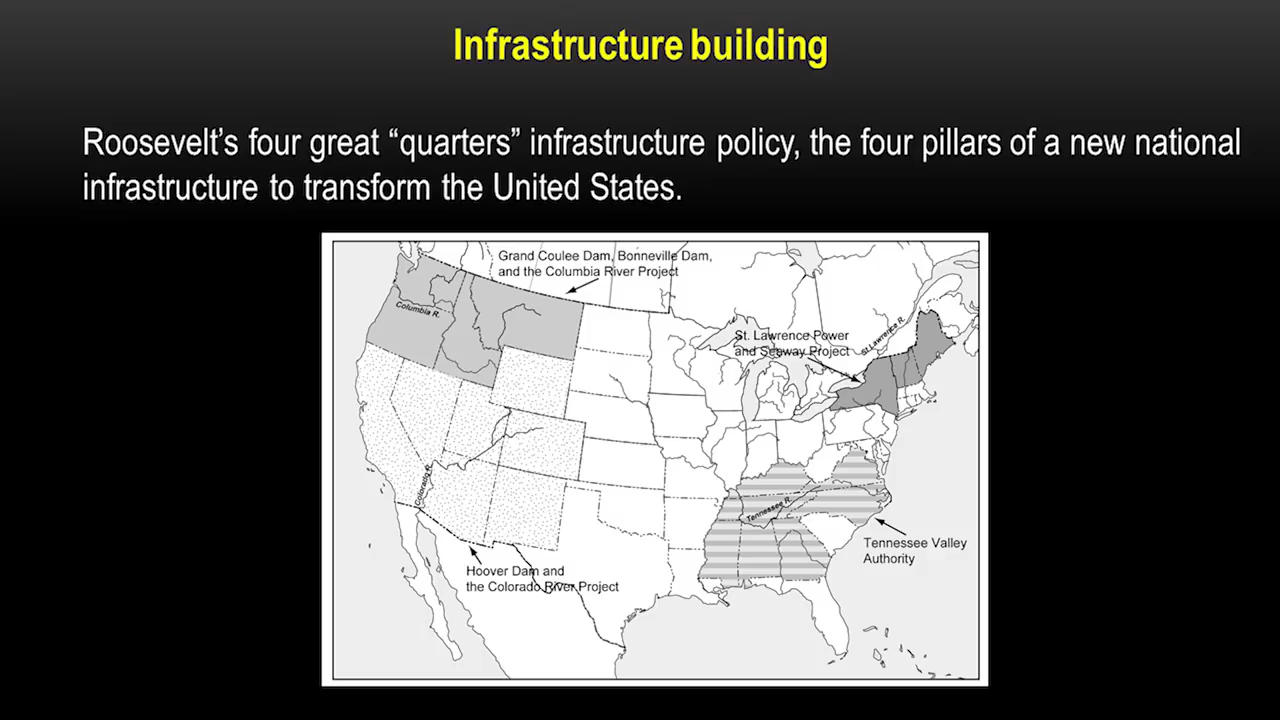 Infrastructure building
Roosevelt's four great “quarters” infrastructure policy, the four pillars of a new national
infrastructure to transform the United States.
Grand Coulee Dam, Bonneville Dam,
and the Columbia River Project
Columbia R.
St. Lawrence R.
St. Lawrence Power
and Seaway Project
Colorado R.
Tennessee R.
Tennessee Valley
Authority
Hoover Dam and
the Colorado River Project